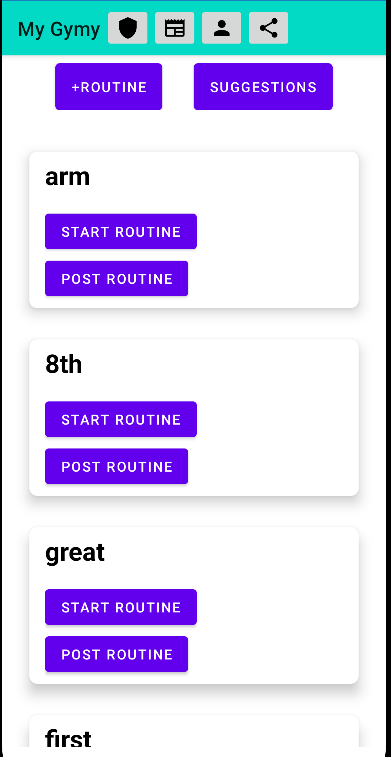 My Gymy
+ROUTINE SUGGESTIONS
arm
START ROUTINE
POST ROUTINE
8th
START ROUTINE
POST ROUTINE
great
START ROUTINE
POST ROUTINE
first